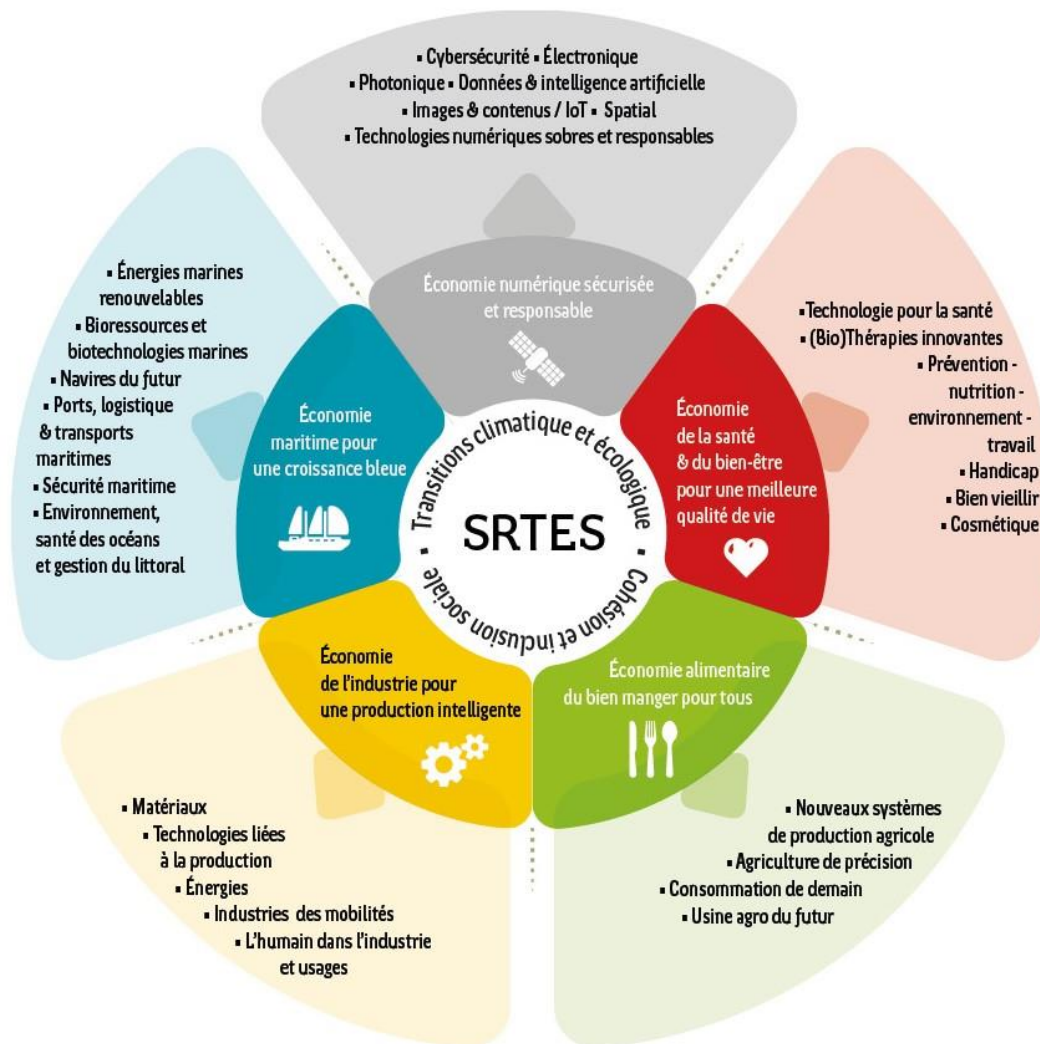 ▪ Cybersécurité ▪ Électronique
▪ Photonique ▪ Données & intelligence artificielle
▪ Images & contenus / IoT ▪ Spatial
▪ Technologies numériques sobres et responsables
Économie numérique sécurisée
et responsable
▪ Énergies marines
renouvelables
▪ Bioressources et
biotechnologies marines
▪ Navires du futur
▪ Ports, logistique
& transports
maritimes
▪ Sécurité maritime
▪ Environnement,
santé des océans
et gestion du littoral
Économie
maritime pour
une croissance bleue
▪ Transitions climatique et écologique ▪ Cohésion et inclusion sociale
SRTES
Économie
de la santé
& du bien-être
pour une meilleure
qualité de vie
▪ Technologie pour la santé
▪ (Bio)Thérapies innovantes
▪ Prévention -
nutrition -
environnement -
travail
▪ Handicap
▪ Bien vieillir
▪ Cosmétique
Économie
de l'industrie pour
une production intelligente
▪ Matériaux
▪ Technologies liées
à la production
▪ Énergies
▪ Industries des mobilités
▪ L'humain dans l'industrie
et usages
Économie alimentaire
du bien manger pour tous
▪ Nouveaux systèmes
de production agricole
▪ Agriculture de précision
▪ Consommation de demain
▪ Usine agro du futur